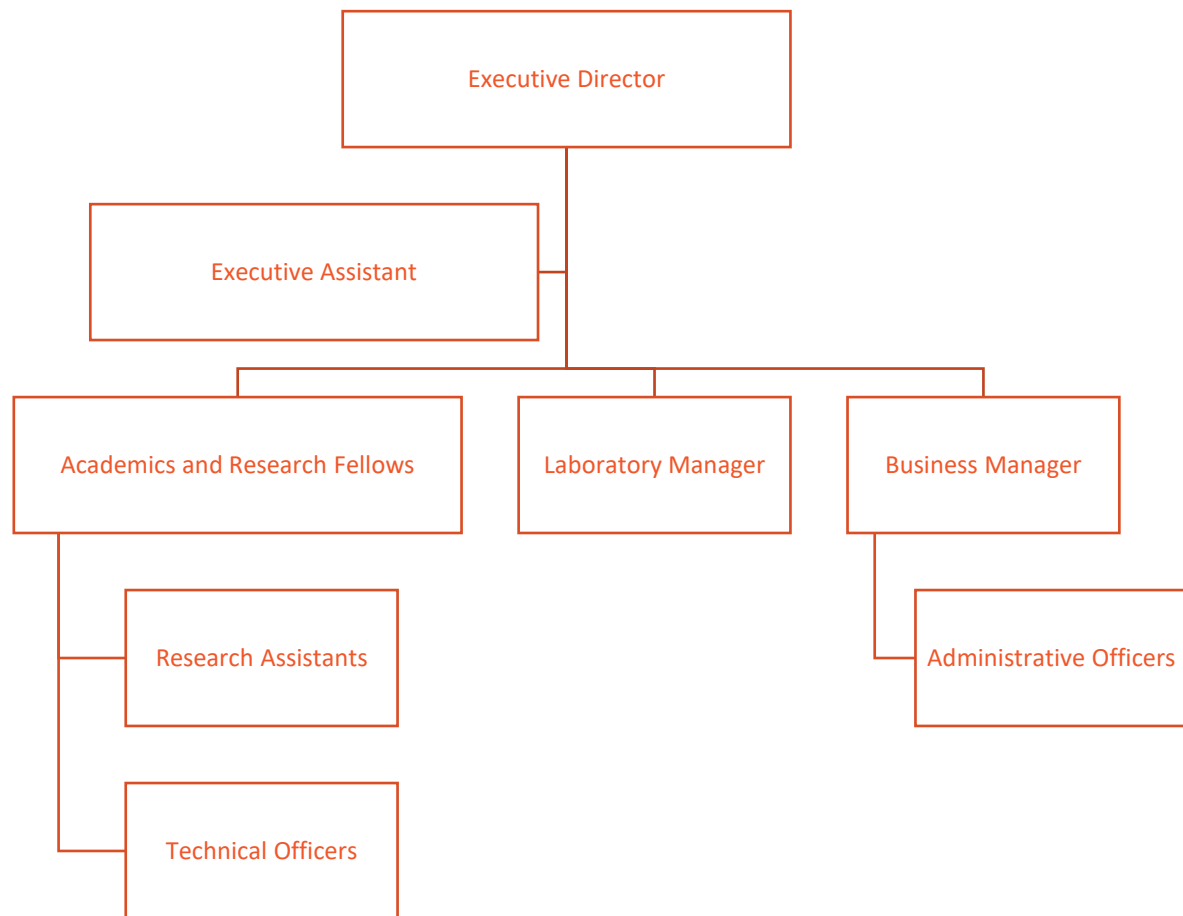 Executive Director
Executive Assistant
Academics and Research Fellows
Laboratory Manager
Business Manager
Research Assistants
Administrative Officers
Technical Officers